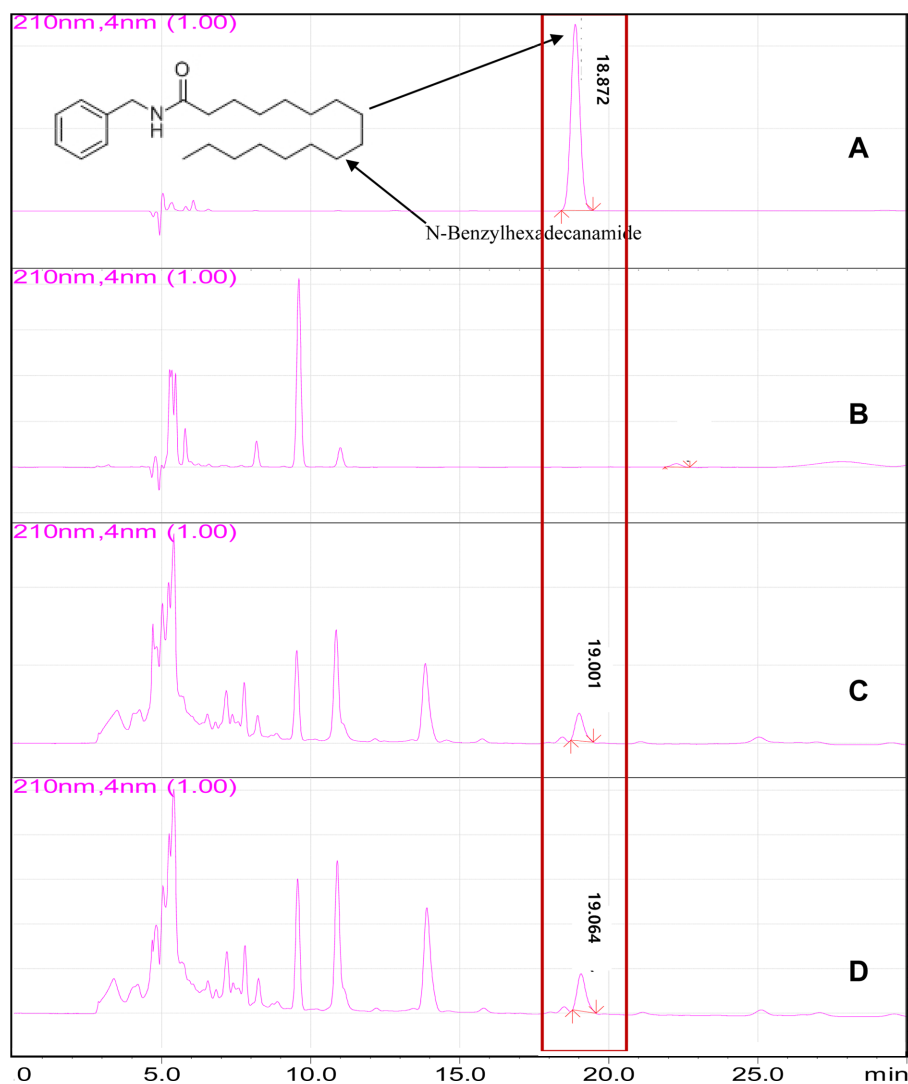 210nm,4nm (1.00)
O
N
H
18.872
A
N-Benzylhexadecanamide
210nm,4nm (1.00)
B
210nm,4nm (1.00)
19.001
C
210nm,4nm (1.00)
19.064
D
.0 5.0 10.0 15.0 20.0 25.0 min